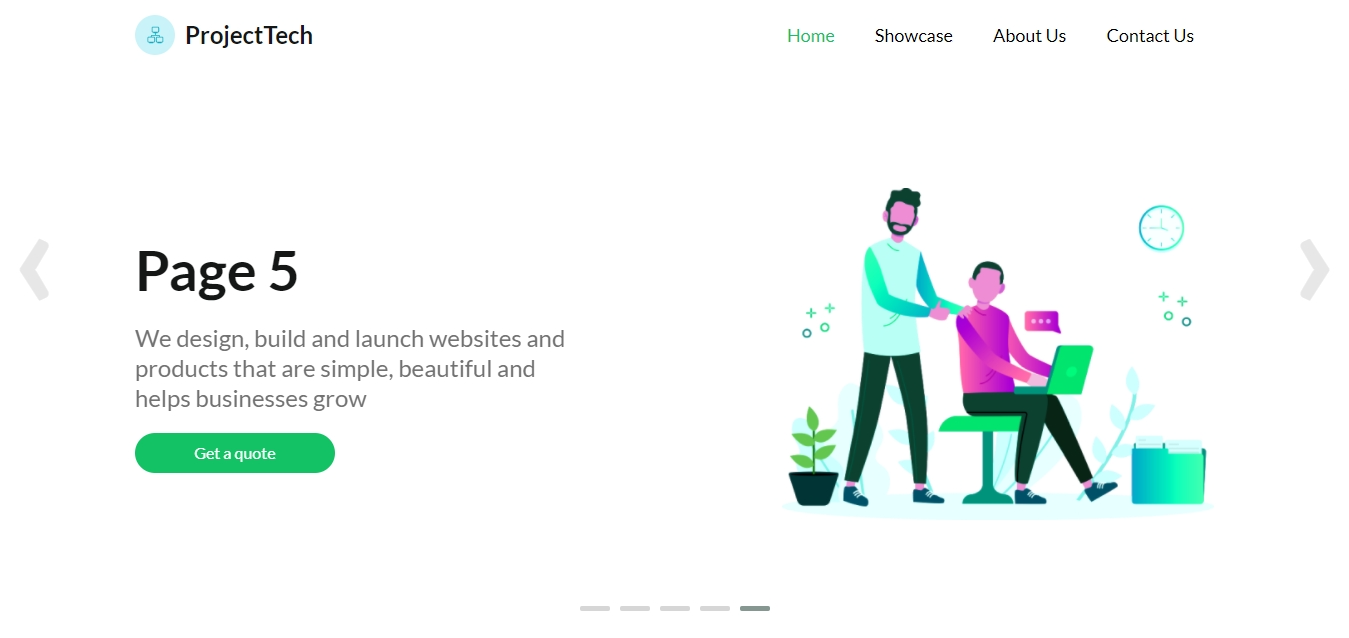 ProjectTech
Home
Showcase
About Us
Contact Us
Page 5
We design, build and launch websites and
products that are simple, beautiful and
helps businesses grow
Get a quote